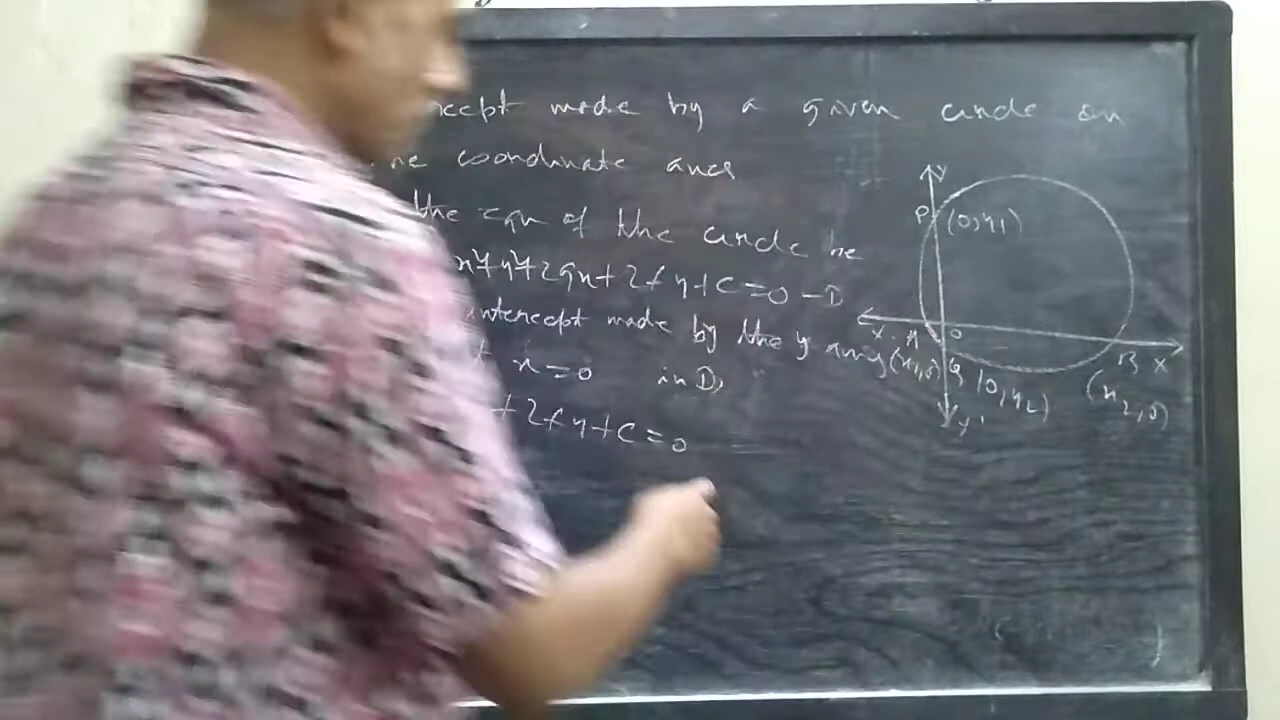 cept made by a given circle on
he coordinate axes
the eqn of the circle be
x²+y²+2gx+2fy+c=0 —①
intercept made by the y axis
x=0 in ①,
+2fy+c=0
Y
P (0,y1)
X' A O B X
(x1,0) Q (0,y2) (x2,0)
Y'